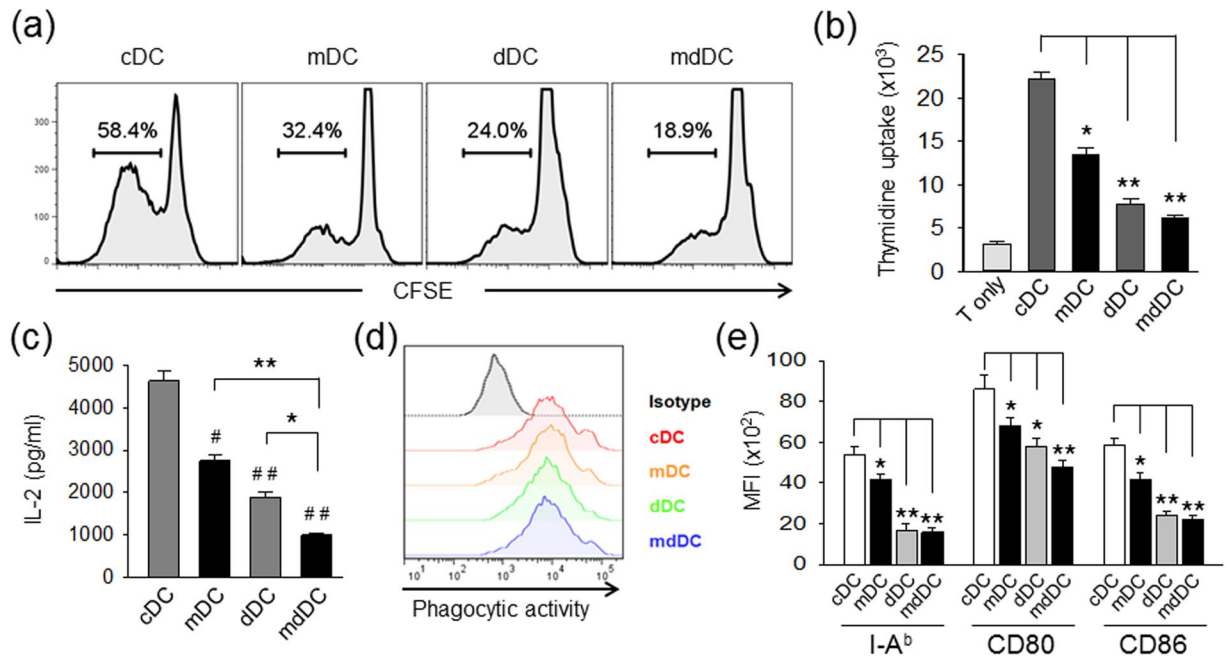 (a)
cDC
mDC
dDC
mdDC
300
200
100
0
58.4%
32.4%
24.0%
18.9%
CFSE
(b)
Thymidine uptake (x10³)
25
20
15
10
5
0
*
**
**
T only
cDC
mDC
dDC
mdDC
(c)
IL-2 (pg/ml)
5000
4000
3000
2000
1000
0
**
*
#
##
##
cDC
mDC
dDC
mdDC
(d)
Isotype
cDC
mDC
dDC
mdDC
10¹ 10² 10³ 10⁴ 10⁵
Phagocytic activity
(e)
MFI (x10²)
100
80
60
40
20
0
* ** **
* * **
* ** **
cDC mDC dDC mdDC cDC mDC dDC mdDC cDC mDC dDC mdDC
I-Aᵇ CD80 CD86